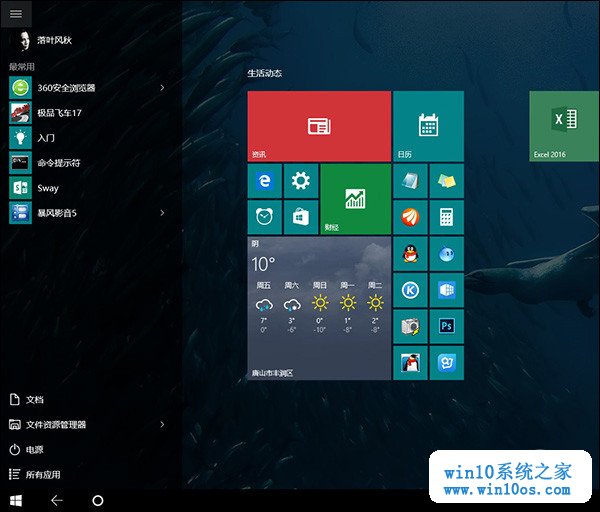 落叶风秋
最常用
360安全浏览器
极品飞车17
入门
命令提示符
Sway
暴风影音5
文档
文件资源管理器
电源
所有应用
生活动态
资讯
日历
Excel 2016
财经
阴
10°
周五 周六 周日 周一 周二
7° 3° 0° 1° 2°
0° -6° -10° -8° -8°
唐山市丰润区
Ps
win10系统之家
www.win10os.com